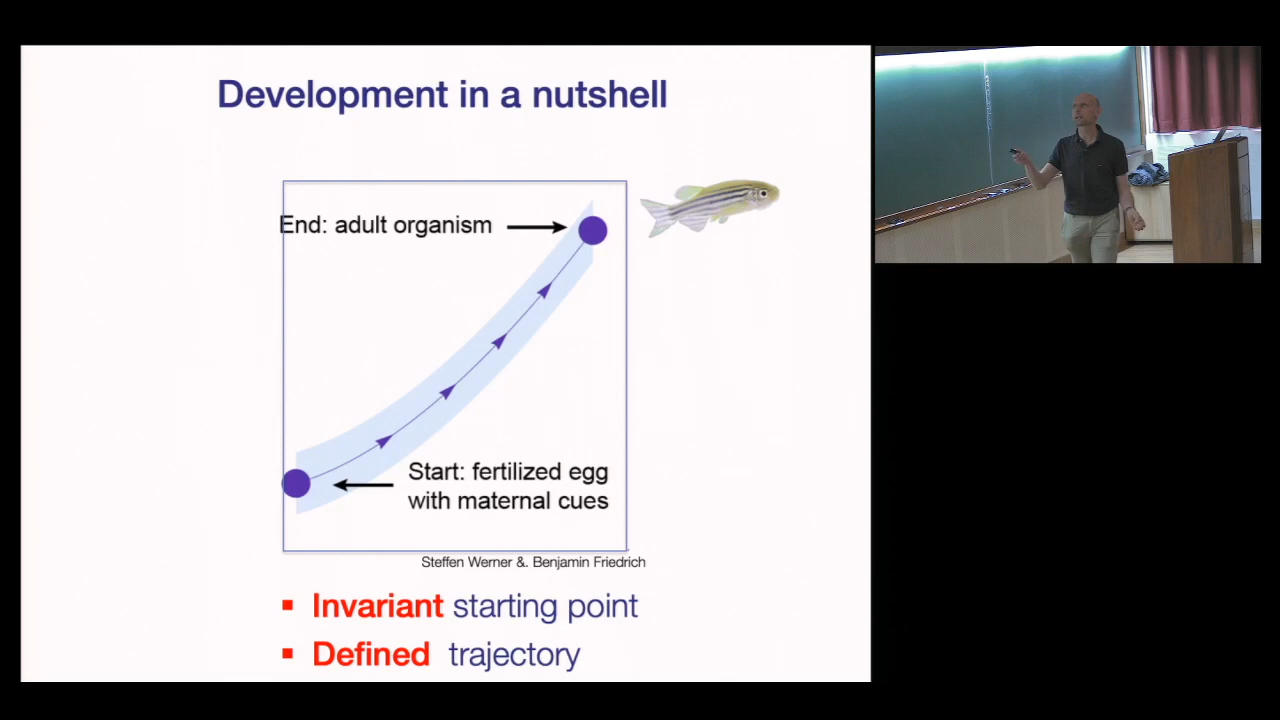 Development in a nutshell
End: adult organism
Start: fertilized egg
with maternal cues
Steffen Werner &. Benjamin Friedrich
▪ Invariant starting point
▪ Defined trajectory